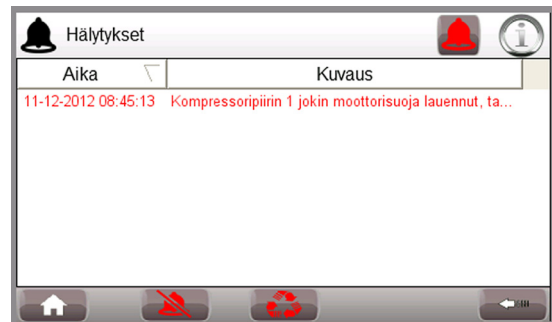 Hälytykset
Aika
Kuvaus
11-12-2012 08:45:13 Kompressoripiirin 1 jokin moottorisuoja lauennut, ta...